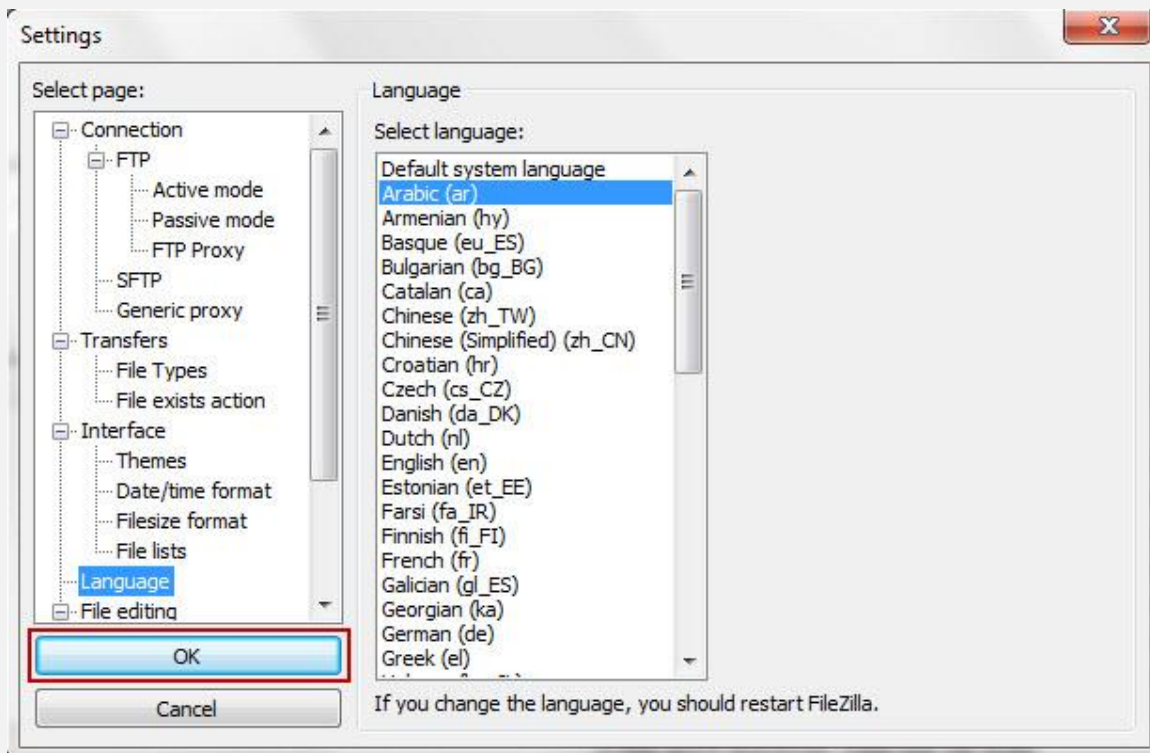 Settings
Select page:
Connection
FTP
Active mode
Passive mode
FTP Proxy
SFTP
Generic proxy
Transfers
File Types
File exists action
Interface
Themes
Date/time format
Filesize format
File lists
Language
File editing
OK
Cancel
Language
Select language:
Default system language
Arabic (ar)
Armenian (hy)
Basque (eu_ES)
Bulgarian (bg_BG)
Catalan (ca)
Chinese (zh_TW)
Chinese (Simplified) (zh_CN)
Croatian (hr)
Czech (cs_CZ)
Danish (da_DK)
Dutch (nl)
English (en)
Estonian (et_EE)
Farsi (fa_IR)
Finnish (fi_FI)
French (fr)
Galician (gl_ES)
Georgian (ka)
German (de)
Greek (el)
If you change the language, you should restart FileZilla.